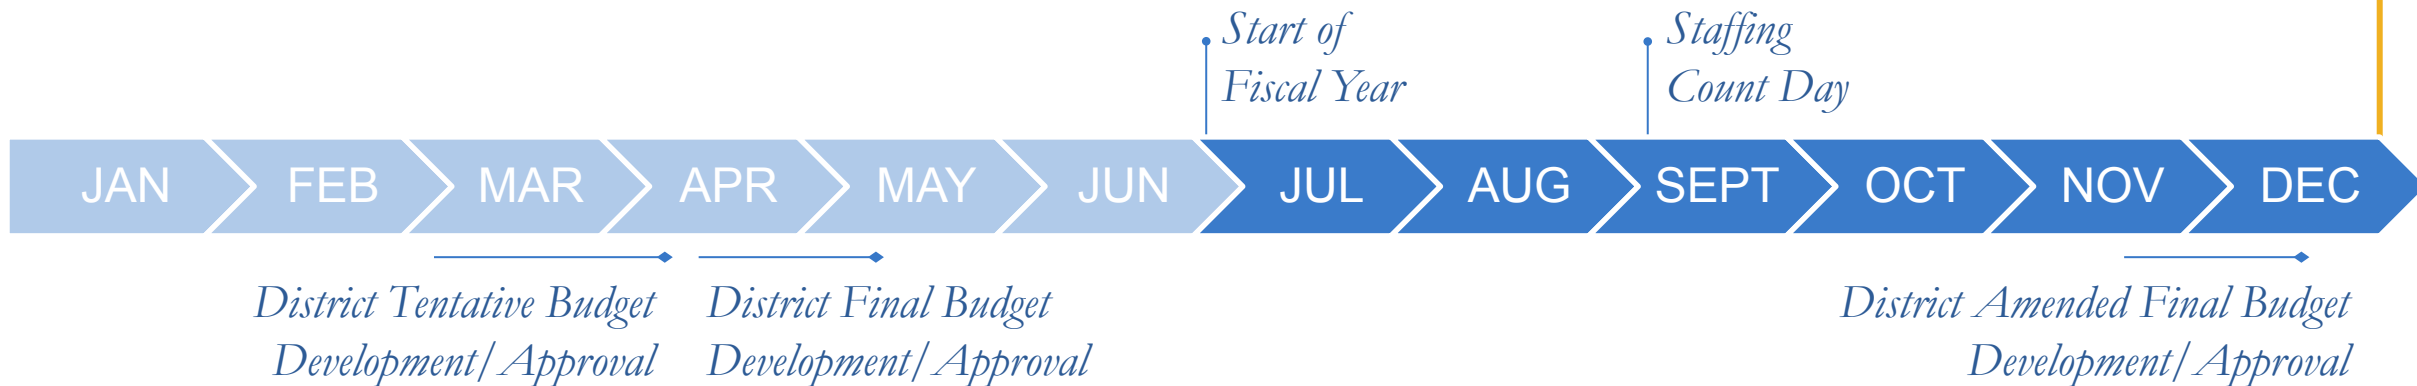 Start of
Fiscal Year
Staffing
Count Day
JAN FEB MAR APR MAY JUN JUL AUG SEPT OCT NOV DEC
District Tentative Budget
Development/Approval
District Final Budget
Development/Approval
District Amended Final Budget
Development/Approval